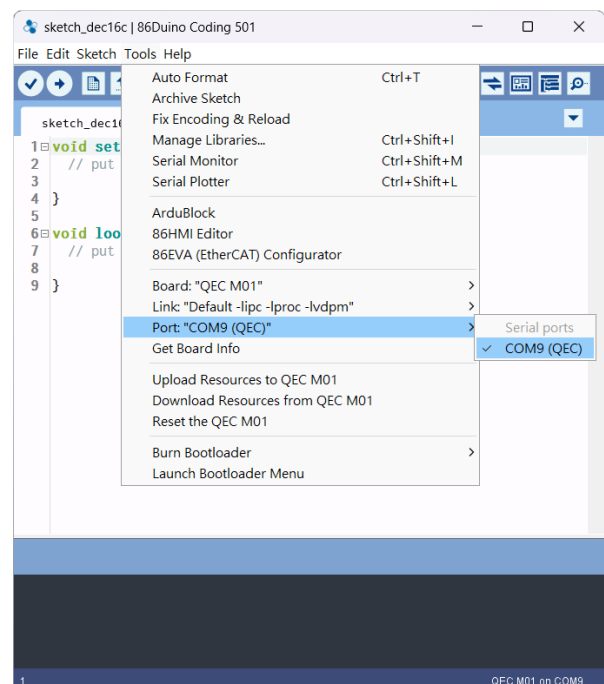 sketch_dec16c | 86Duino Coding 501
File Edit Sketch Tools Help
Auto Format Ctrl+T
Archive Sketch
Fix Encoding & Reload
Manage Libraries... Ctrl+Shift+I
Serial Monitor Ctrl+Shift+M
Serial Plotter Ctrl+Shift+L
ArduBlock
86HMI Editor
86EVA (EtherCAT) Configurator
Board: "QEC M01"
Link: "Default -lipc -lproc -lvdpm"
Port: "COM9 (QEC)"
Get Board Info
Upload Resources to QEC M01
Download Resources from QEC M01
Reset the QEC M01
Burn Bootloader
Launch Bootloader Menu
Serial ports
COM9 (QEC)
sketch_dec16
1 void set
2 // put
3
4 }
5
6 void loo
7 // put
8
9 }
1 QEC M01 on COM9